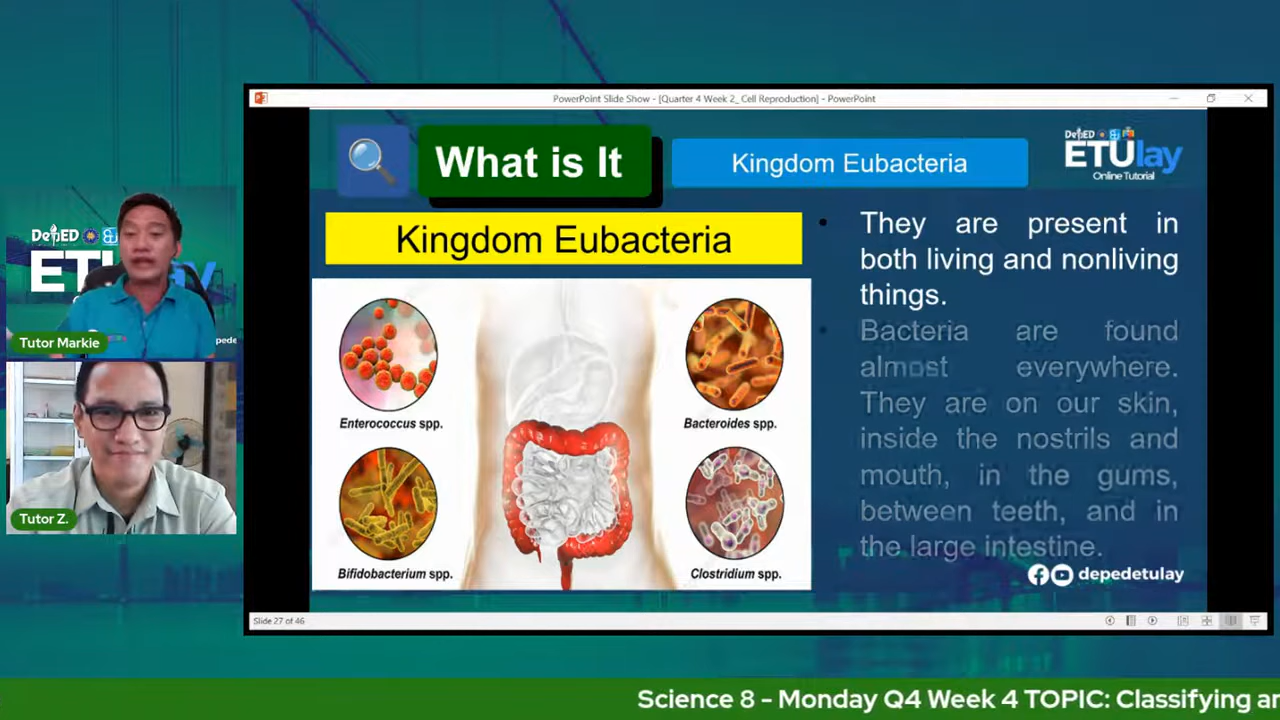 PowerPoint Slide Show - [Quarter 4 Week 2_ Cell Reproduction] - PowerPoint
What is It
Kingdom Eubacteria
DepED
ETUlay
Online Tutorial
Kingdom Eubacteria
They are present in
both living and nonliving
things.
Bacteria are found
almost everywhere.
They are on our skin,
inside the nostrils and
mouth, in the gums,
between teeth, and in
the large intestine.
Enterococcus spp.
Bacteroides spp.
Bifidobacterium spp.
Clostridium spp.
depedetulay
Slide 27 of 46
DepED
Tutor Markie
Tutor Z.
Science 8 - Monday Q4 Week 4 TOPIC: Classifying